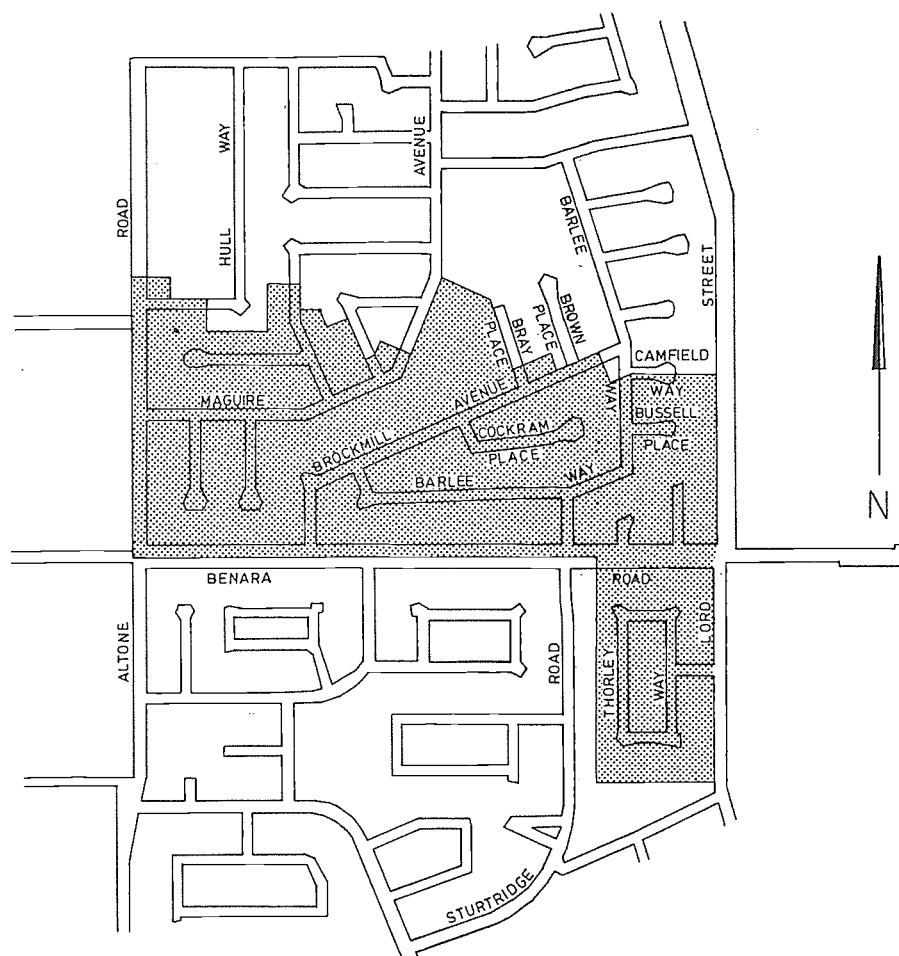 WAY
HULL
ROAD
AVENUE
BARLEE
STREET
BROWN
PLACE
BRAY
PLACE
CAMFIELD
WAY
BUSSELL
PLACE
WAY
MAGUIRE
BROCKMILL AVENUE
COCKRAM
PLACE
BARLEE WAY
N
BENARA ROAD
ALTONE
ROAD
THORLEY
WAY
LORD
STURTRIDGE